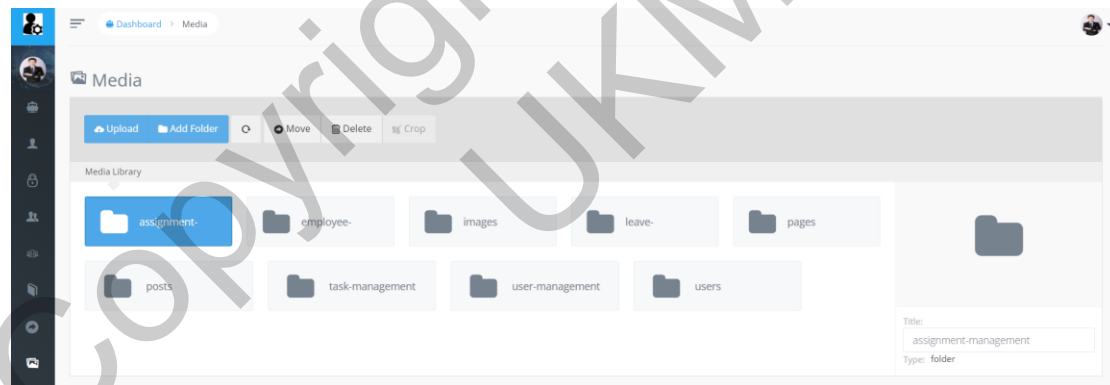 Dashboard > Media
Media
Upload Add Folder Move Delete Crop
Media Library
assignment- employee- images leave- pages
posts task-management user-management users
Title:
assignment-management
Type: folder
Copyright
UKM